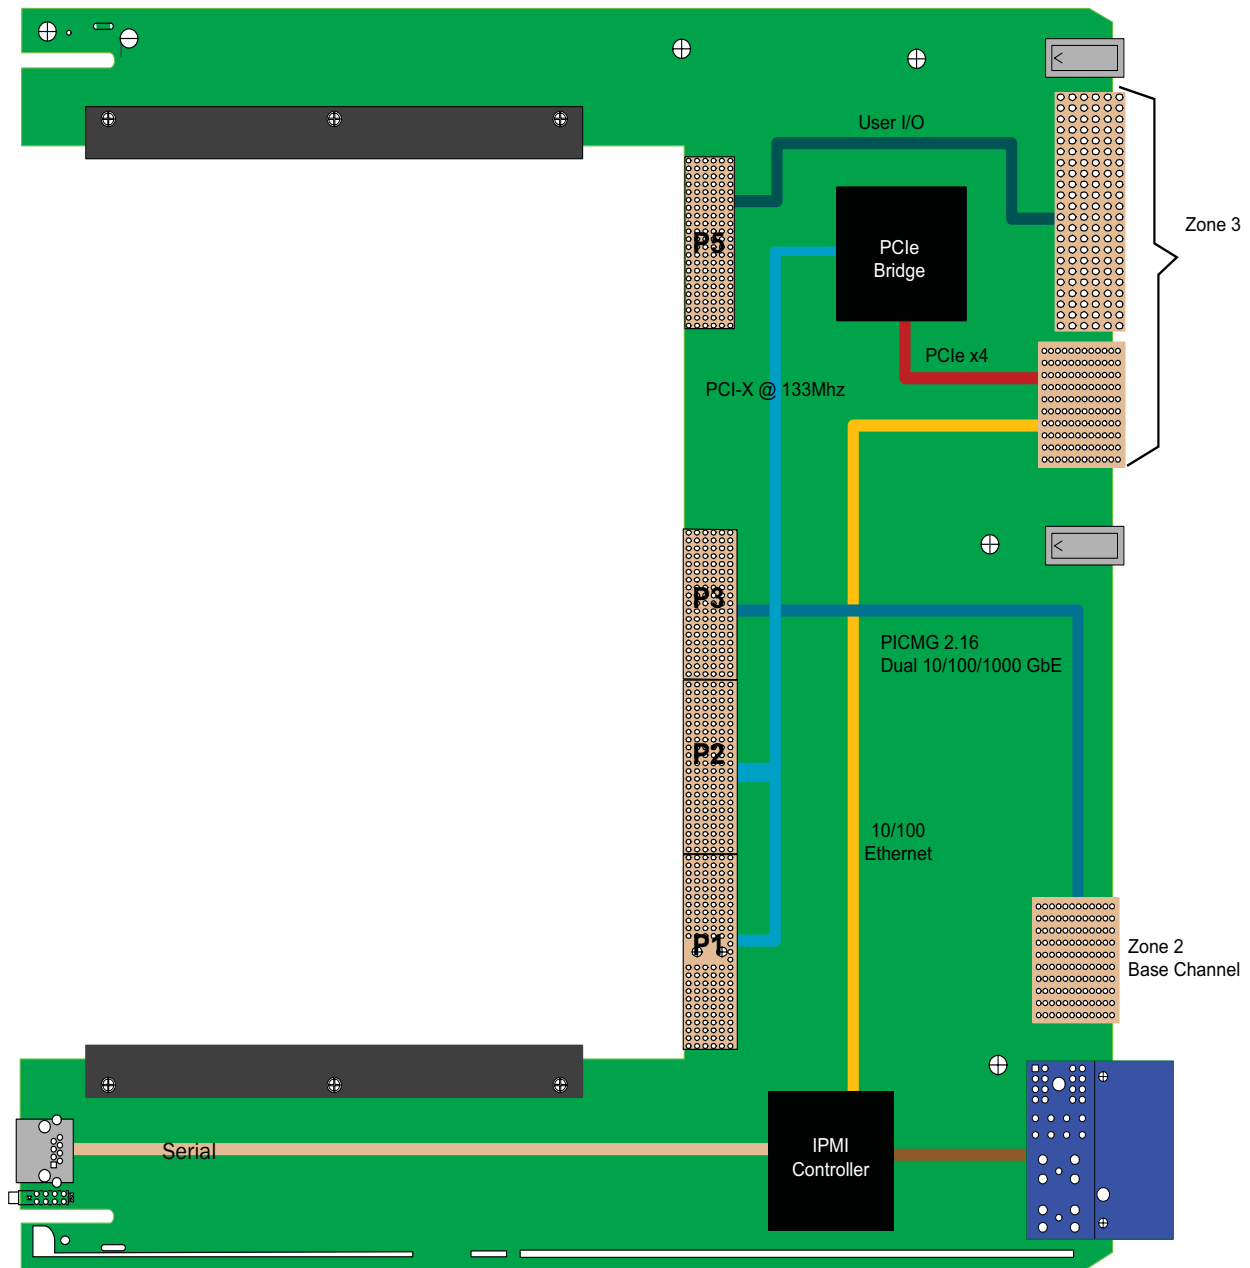 User I/O
P5
PCIe
Bridge
Zone 3
PCIe x4
PCI-X @ 133Mhz
P3
PICMG 2.16
Dual 10/100/1000 GbE
P2
10/100
Ethernet
P1
Zone 2
Base Channel
Serial
IPMI
Controller